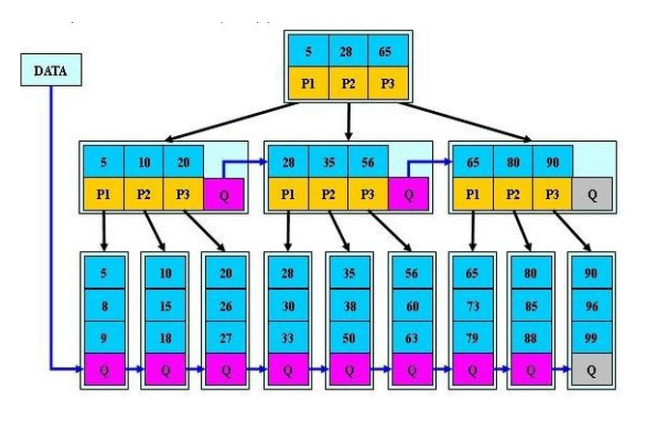 5 28 65
DATA
P1 P2 P3
5 10 20 28 35 56 65 80 90
P1 P2 P3 Q P1 P2 P3 Q P1 P2 P3 Q
5 10 20 28 35 56 65 80 90
8 15 26 30 38 60 73 85 96
9 18 27 33 50 63 79 88 99
Q Q Q Q Q Q Q Q Q